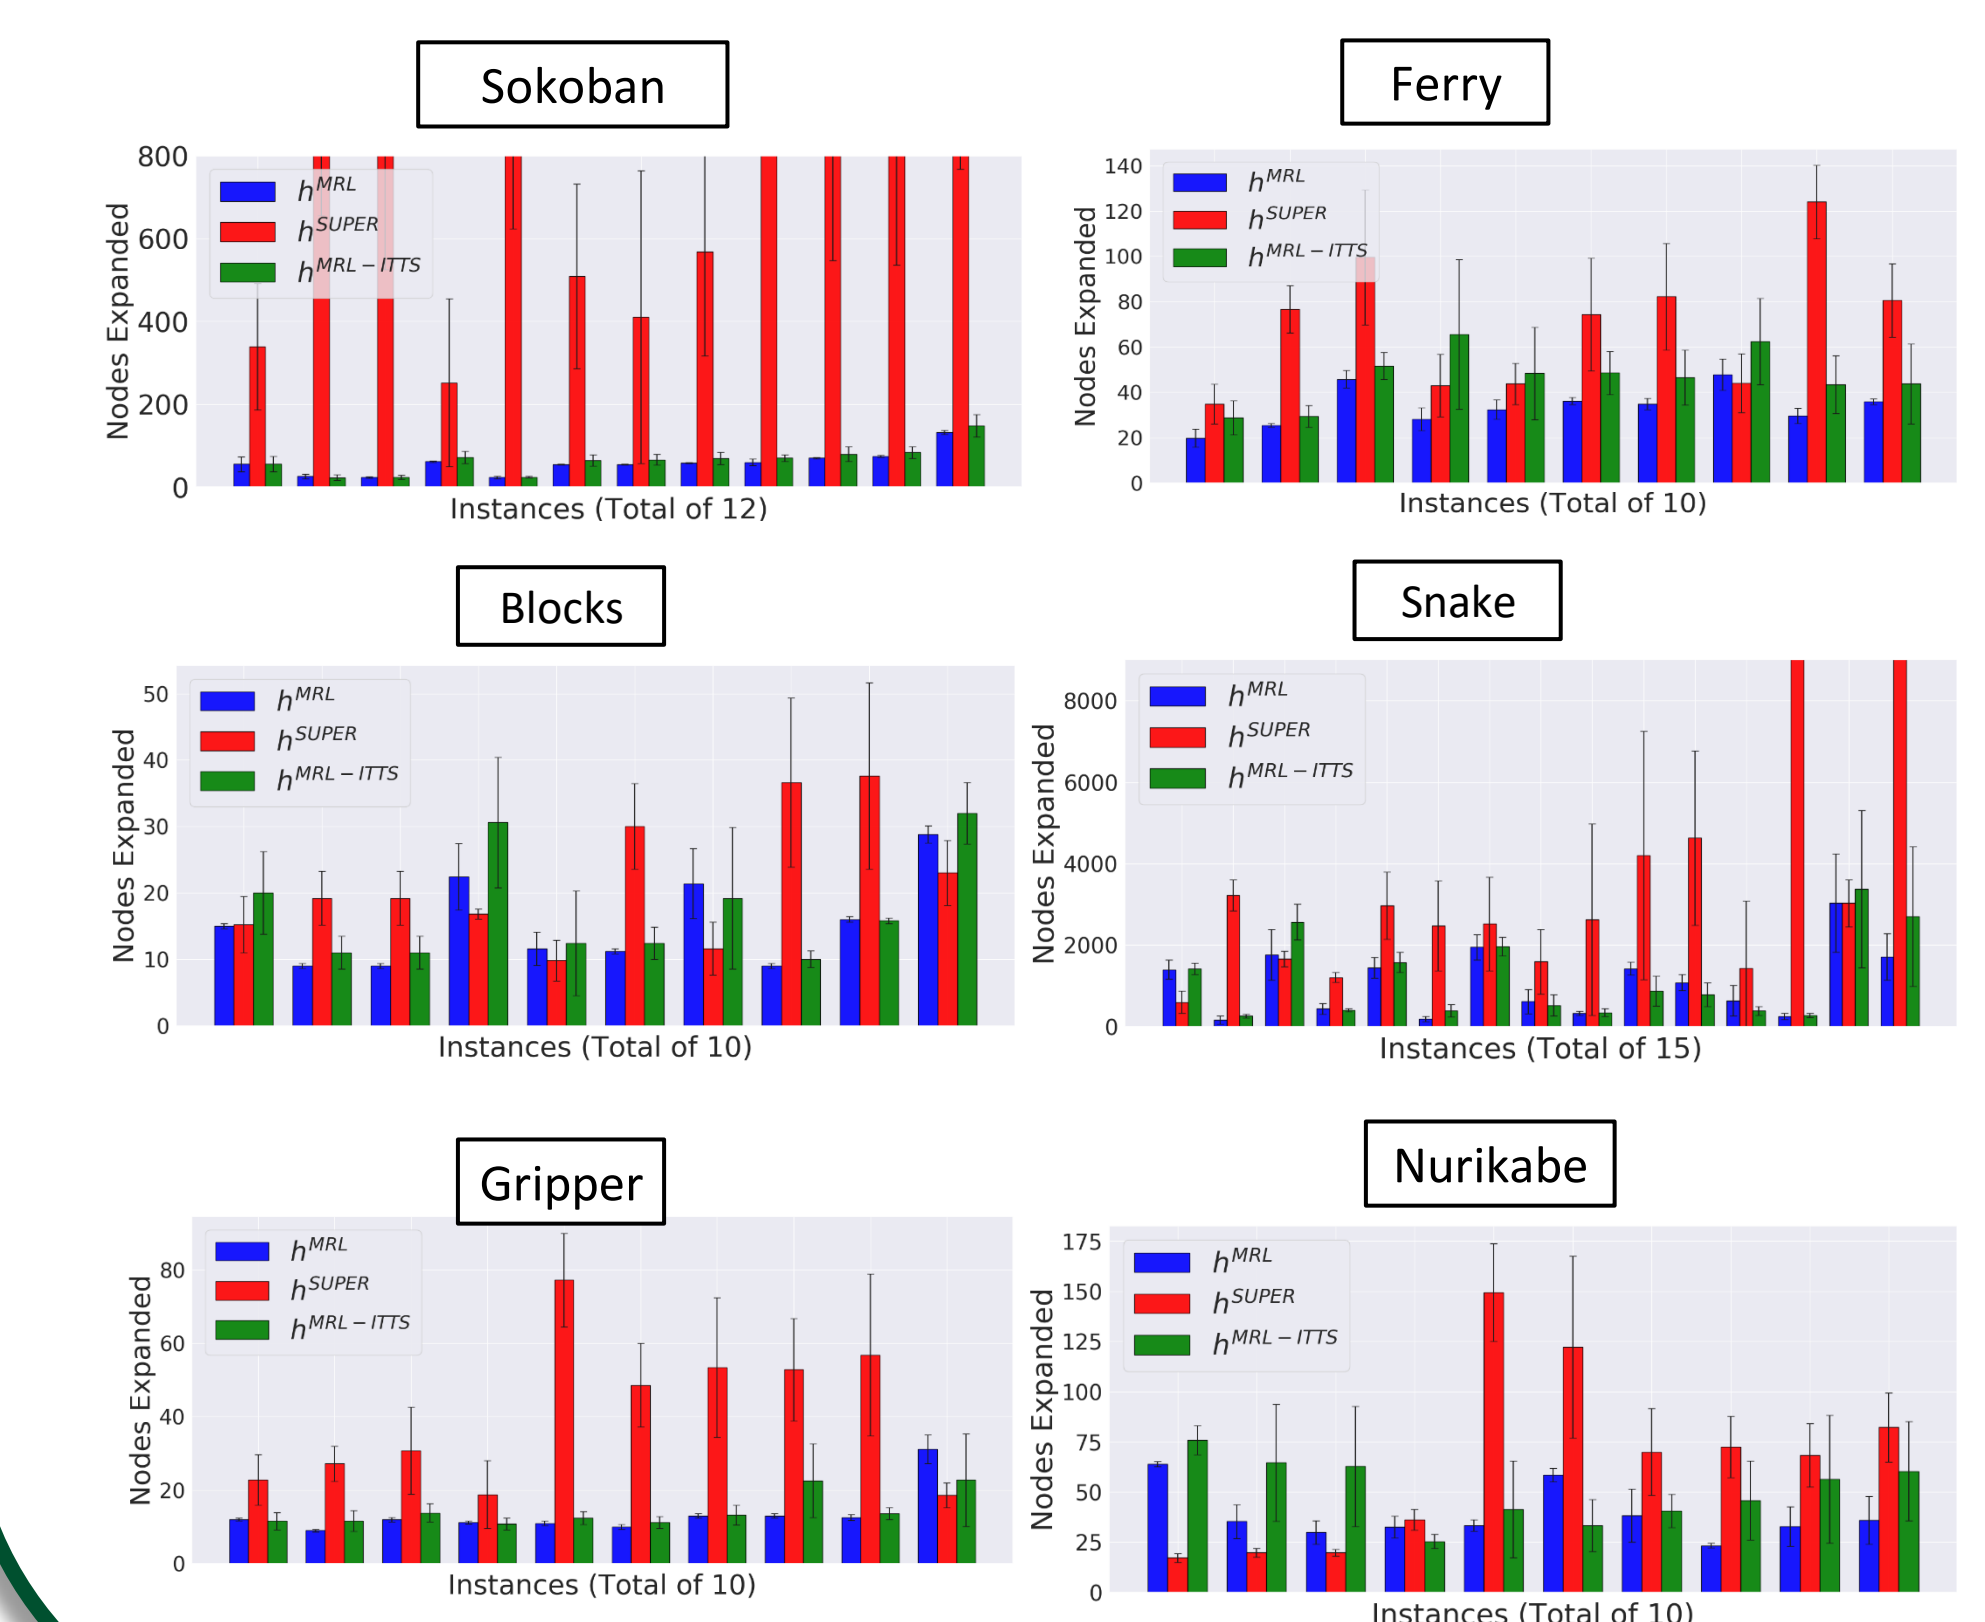 Sokoban
800
600
400
200
0
Nodes Expanded
h^MRL
h^SUPER
h^MRL−ITTS
Instances (Total of 12)
Ferry
140
120
100
80
60
40
20
0
Nodes Expanded
h^MRL
h^SUPER
h^MRL−ITTS
Instances (Total of 10)
Blocks
50
40
30
20
10
0
Nodes Expanded
h^MRL
h^SUPER
h^MRL−ITTS
Instances (Total of 10)
Snake
8000
6000
4000
2000
0
Nodes Expanded
h^MRL
h^SUPER
h^MRL−ITTS
Instances (Total of 15)
Gripper
80
60
40
20
0
Nodes Expanded
h^MRL
h^SUPER
h^MRL−ITTS
Instances (Total of 10)
Nurikabe
175
150
125
100
75
50
25
0
Nodes Expanded
h^MRL
h^SUPER
h^MRL−ITTS
Instances (Total of 10)